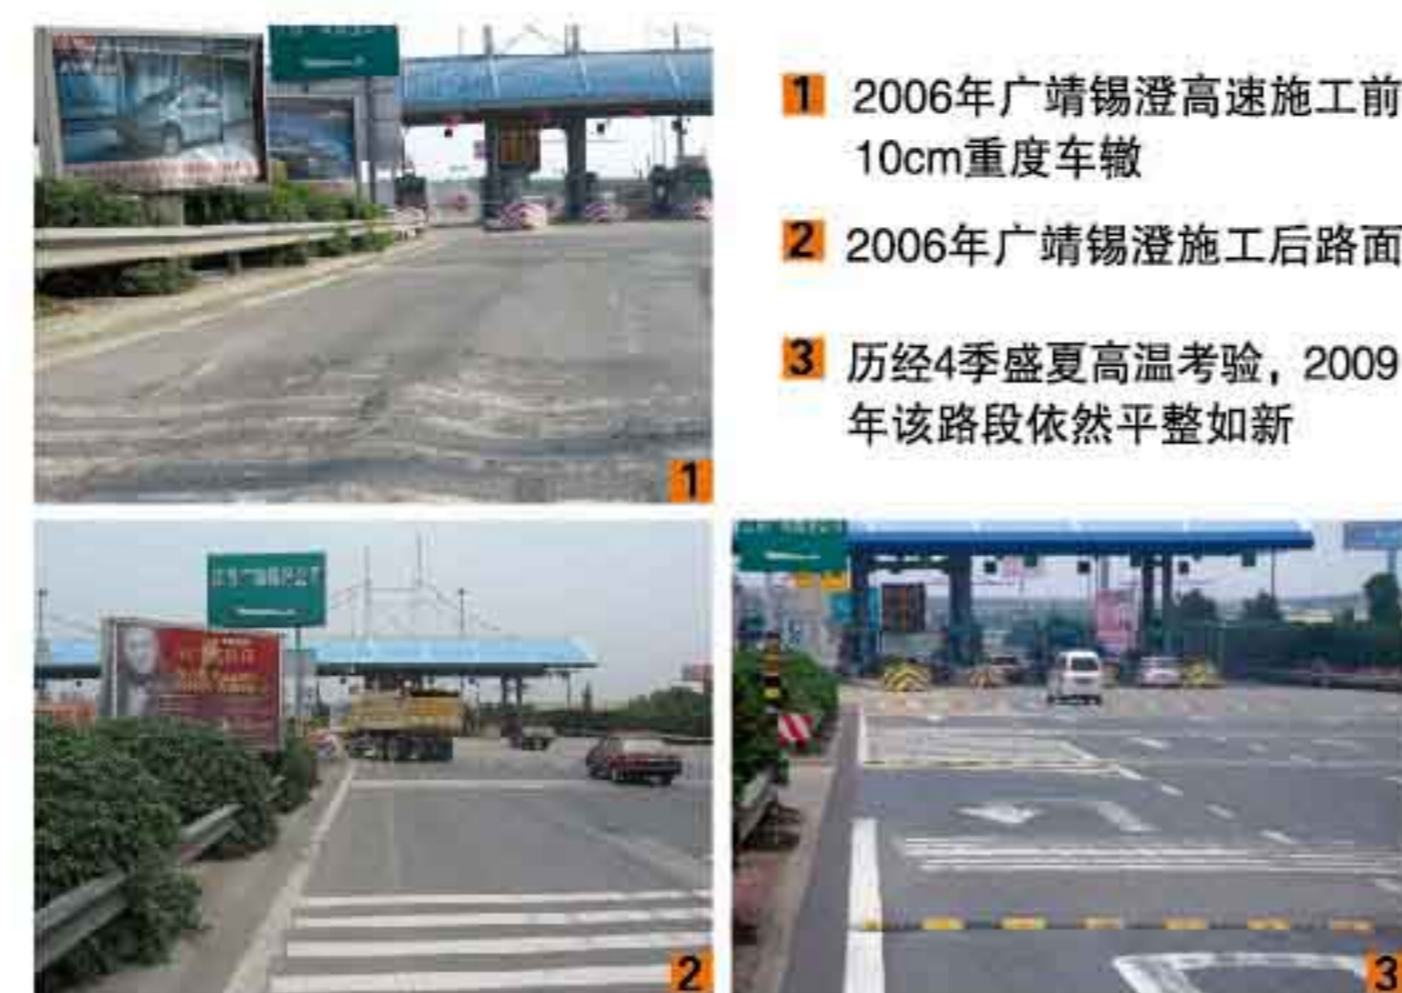 1 2006年广靖锡澄高速施工前
10cm重度车辙
2 2006年广靖锡澄施工后路面
3 历经4季盛夏高温考验，2009
年该路段依然平整如新
1
2
3